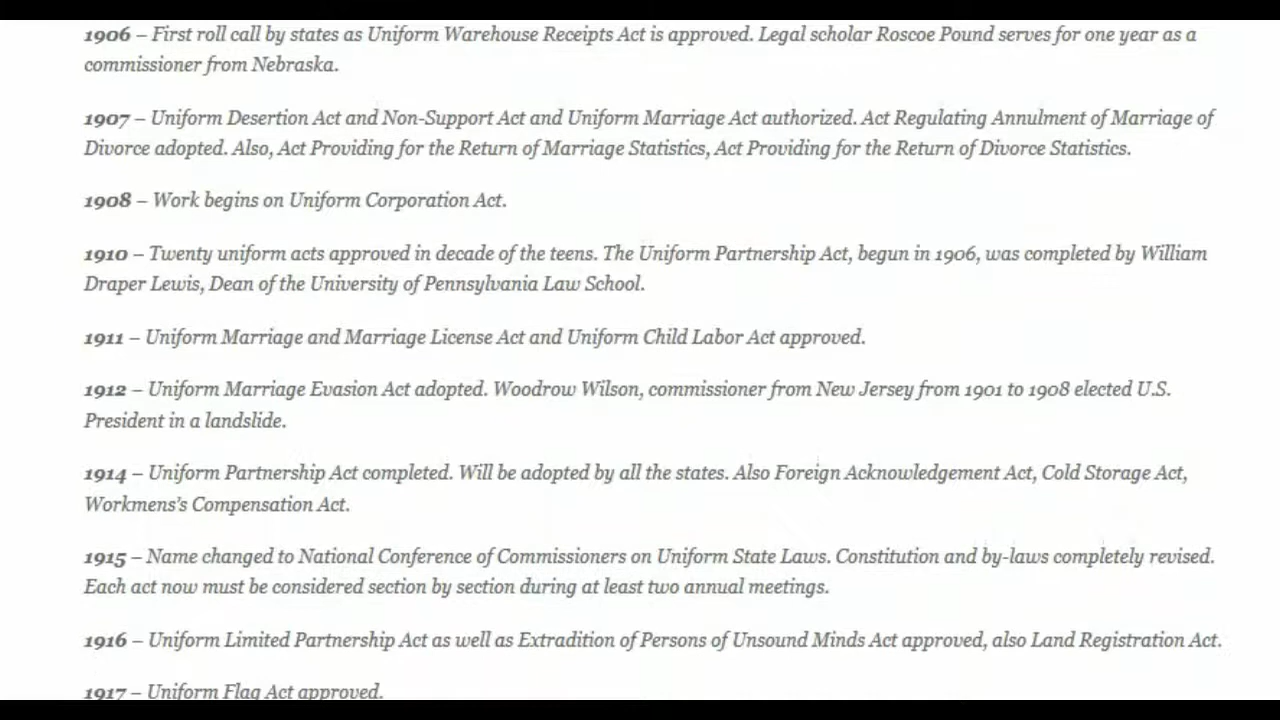 1906 – First roll call by states as Uniform Warehouse Receipts Act is approved. Legal scholar Roscoe Pound serves for one year as a
commissioner from Nebraska.
1907 – Uniform Desertion Act and Non-Support Act and Uniform Marriage Act authorized. Act Regulating Annulment of Marriage of
Divorce adopted. Also, Act Providing for the Return of Marriage Statistics, Act Providing for the Return of Divorce Statistics.
1908 – Work begins on Uniform Corporation Act.
1910 – Twenty uniform acts approved in decade of the teens. The Uniform Partnership Act, begun in 1906, was completed by William
Draper Lewis, Dean of the University of Pennsylvania Law School.
1911 – Uniform Marriage and Marriage License Act and Uniform Child Labor Act approved.
1912 – Uniform Marriage Evasion Act adopted. Woodrow Wilson, commissioner from New Jersey from 1901 to 1908 elected U.S.
President in a landslide.
1914 – Uniform Partnership Act completed. Will be adopted by all the states. Also Foreign Acknowledgement Act, Cold Storage Act,
Workmens's Compensation Act.
1915 – Name changed to National Conference of Commissioners on Uniform State Laws. Constitution and by-laws completely revised.
Each act now must be considered section by section during at least two annual meetings.
1916 – Uniform Limited Partnership Act as well as Extradition of Persons of Unsound Minds Act approved, also Land Registration Act.
1917 – Uniform Flag Act approved.